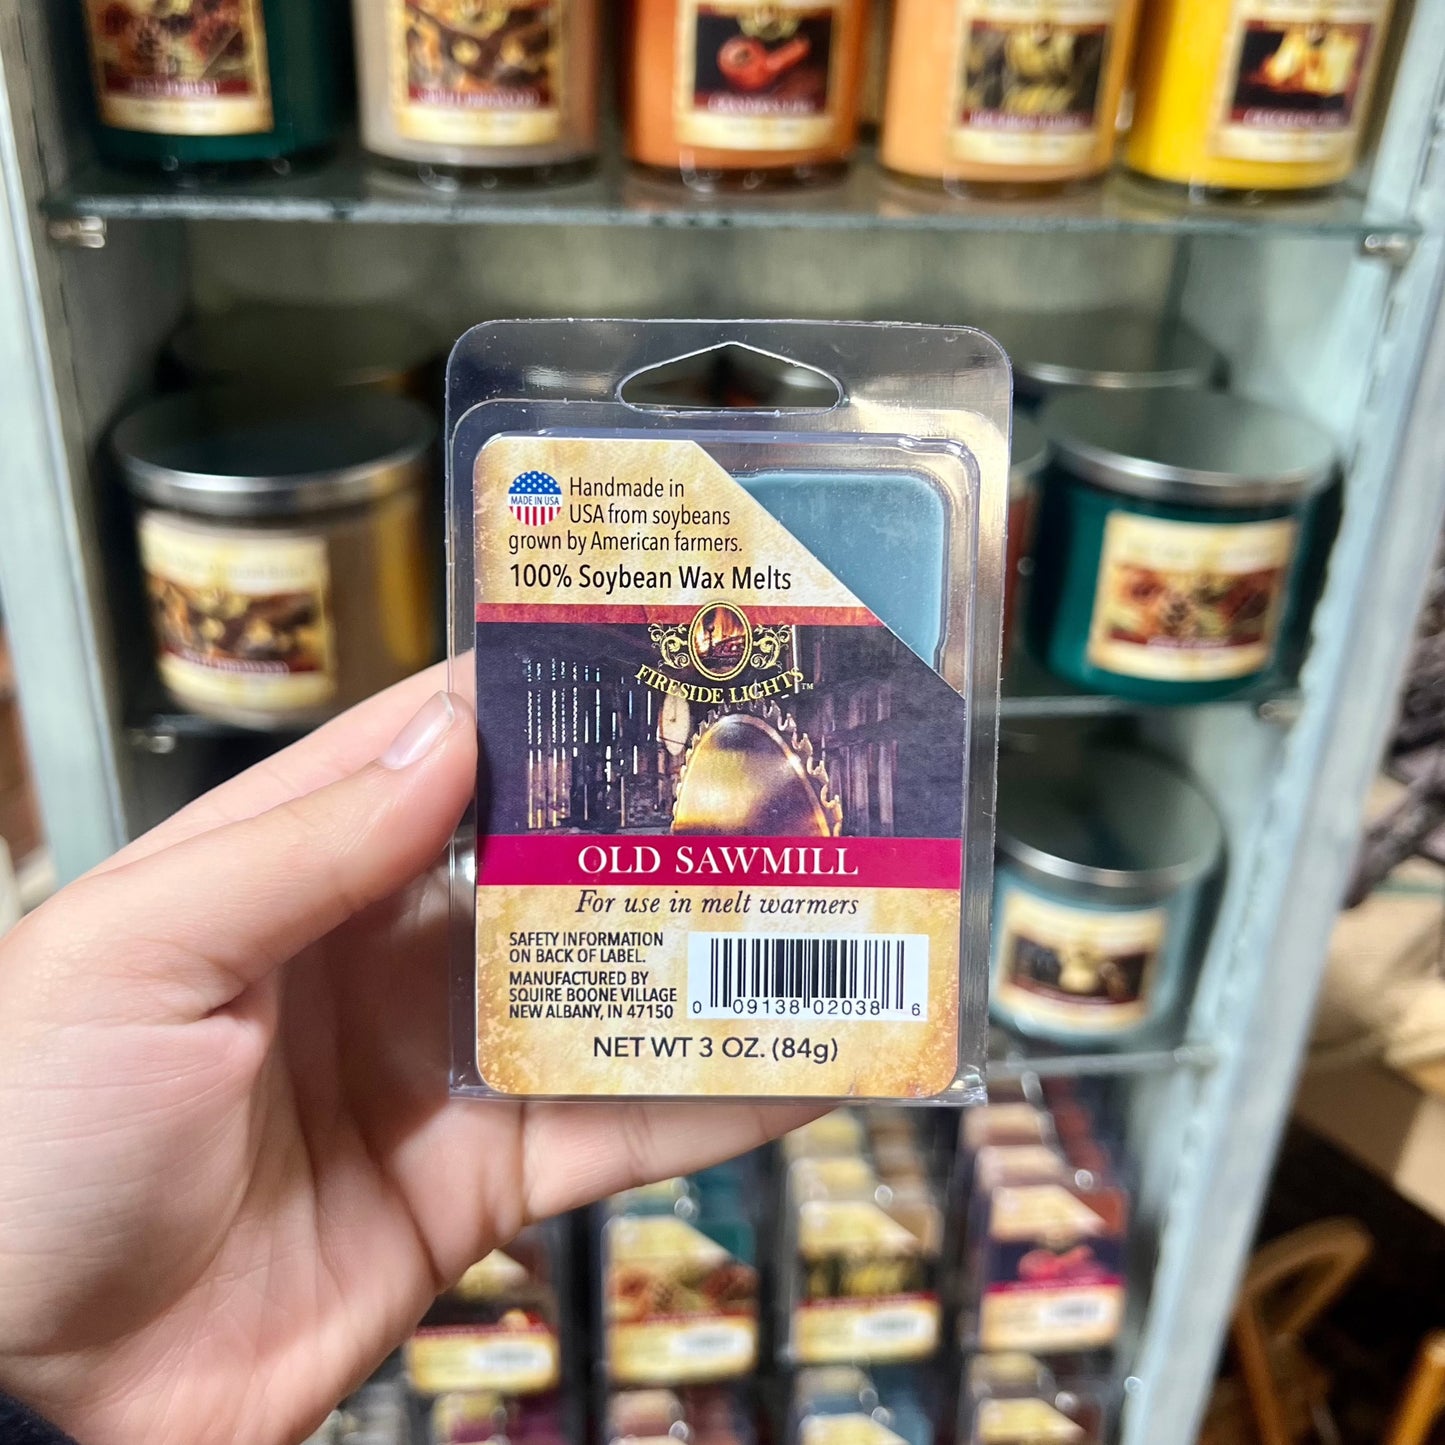 MADE IN USA
Handmade in
USA from soybeans
grown by American farmers.
100% Soybean Wax Melts
FIRESIDE LIGHTS™
OLD SAWMILL
For use in melt warmers
SAFETY INFORMATION
ON BACK OF LABEL.
MANUFACTURED BY
SQUIRE BOONE VILLAGE
NEW ALBANY, IN 47150
0 09138 02038 6
NET WT 3 OZ. (84g)